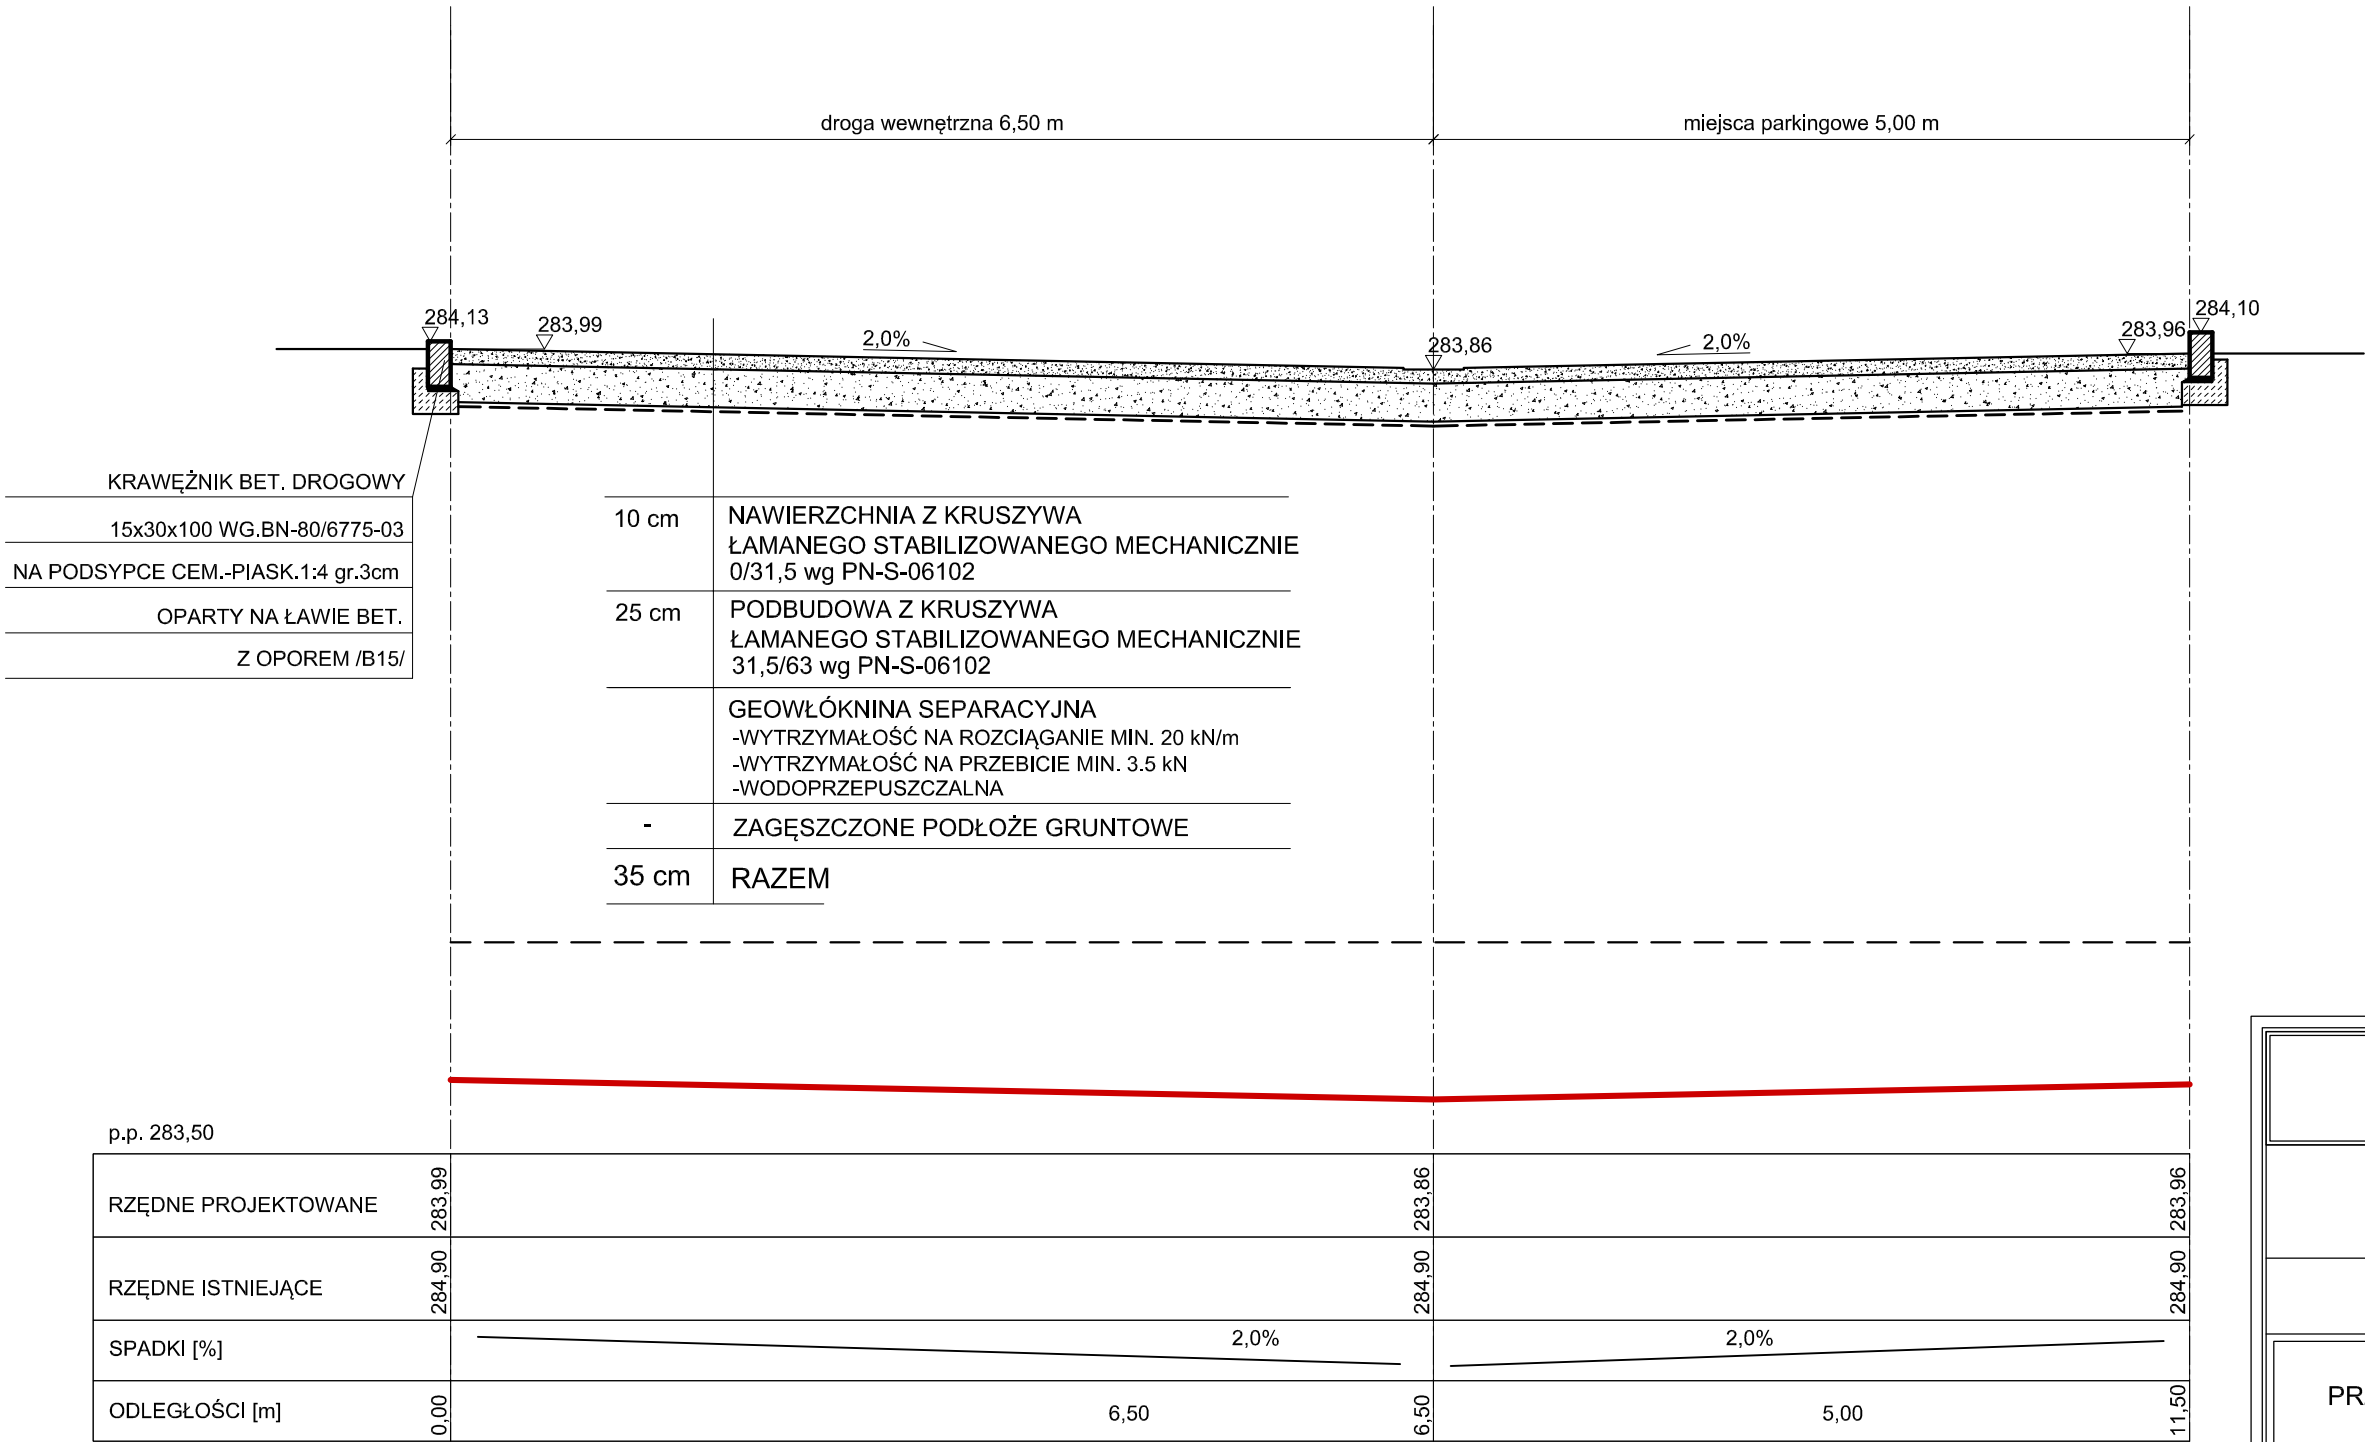 droga wewnętrzna 6,50 m
miejsca parkingowe 5,00 m
284,13
283,99
2,0%
283,86
2,0%
283,96
284,10
KRAWĘŻNIK BET. DROGOWY
15x30x100 WG.BN-80/6775-03
NA PODSYPCE CEM.-PIASK.1:4 gr.3cm
OPARTY NA ŁAWIE BET.
Z OPOREM /B15/
10 cm NAWIERZCHNIA Z KRUSZYWA
ŁAMANEGO STABILIZOWANEGO MECHANICZNIE
0/31,5 wg PN-S-06102
25 cm PODBUDOWA Z KRUSZYWA
ŁAMANEGO STABILIZOWANEGO MECHANICZNIE
31,5/63 wg PN-S-06102
GEOWŁÓKNINA SEPARACYJNA
-WYTRZYMAŁOŚĆ NA ROZCIĄGANIE MIN. 20 kN/m
-WYTRZYMAŁOŚĆ NA PRZEBICIE MIN. 3.5 kN
-WODOPRZEPUSZCZALNA
- ZAGĘSZCZONE PODŁOŻE GRUNTOWE
35 cm RAZEM
p.p. 283,50
RZĘDNE PROJEKTOWANE 283,99 283,86 283,96
RZĘDNE ISTNIEJĄCE 284,90 284,90 284,90
SPADKI [%] 2,0% 2,0%
ODLEGŁOŚCI [m] 0,00 6,50 6,50 5,00 11,50